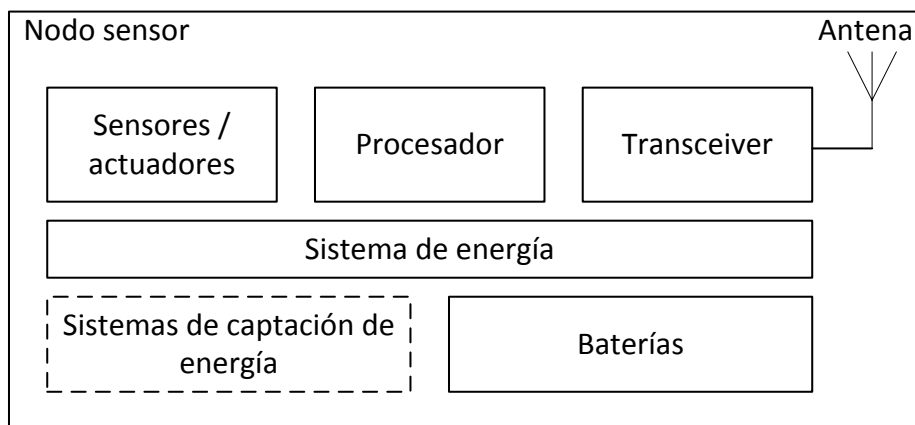 Nodo sensor
Antena
Sensores /
actuadores
Procesador
Transceiver
Sistema de energía
Sistemas de captación de
energía
Baterías